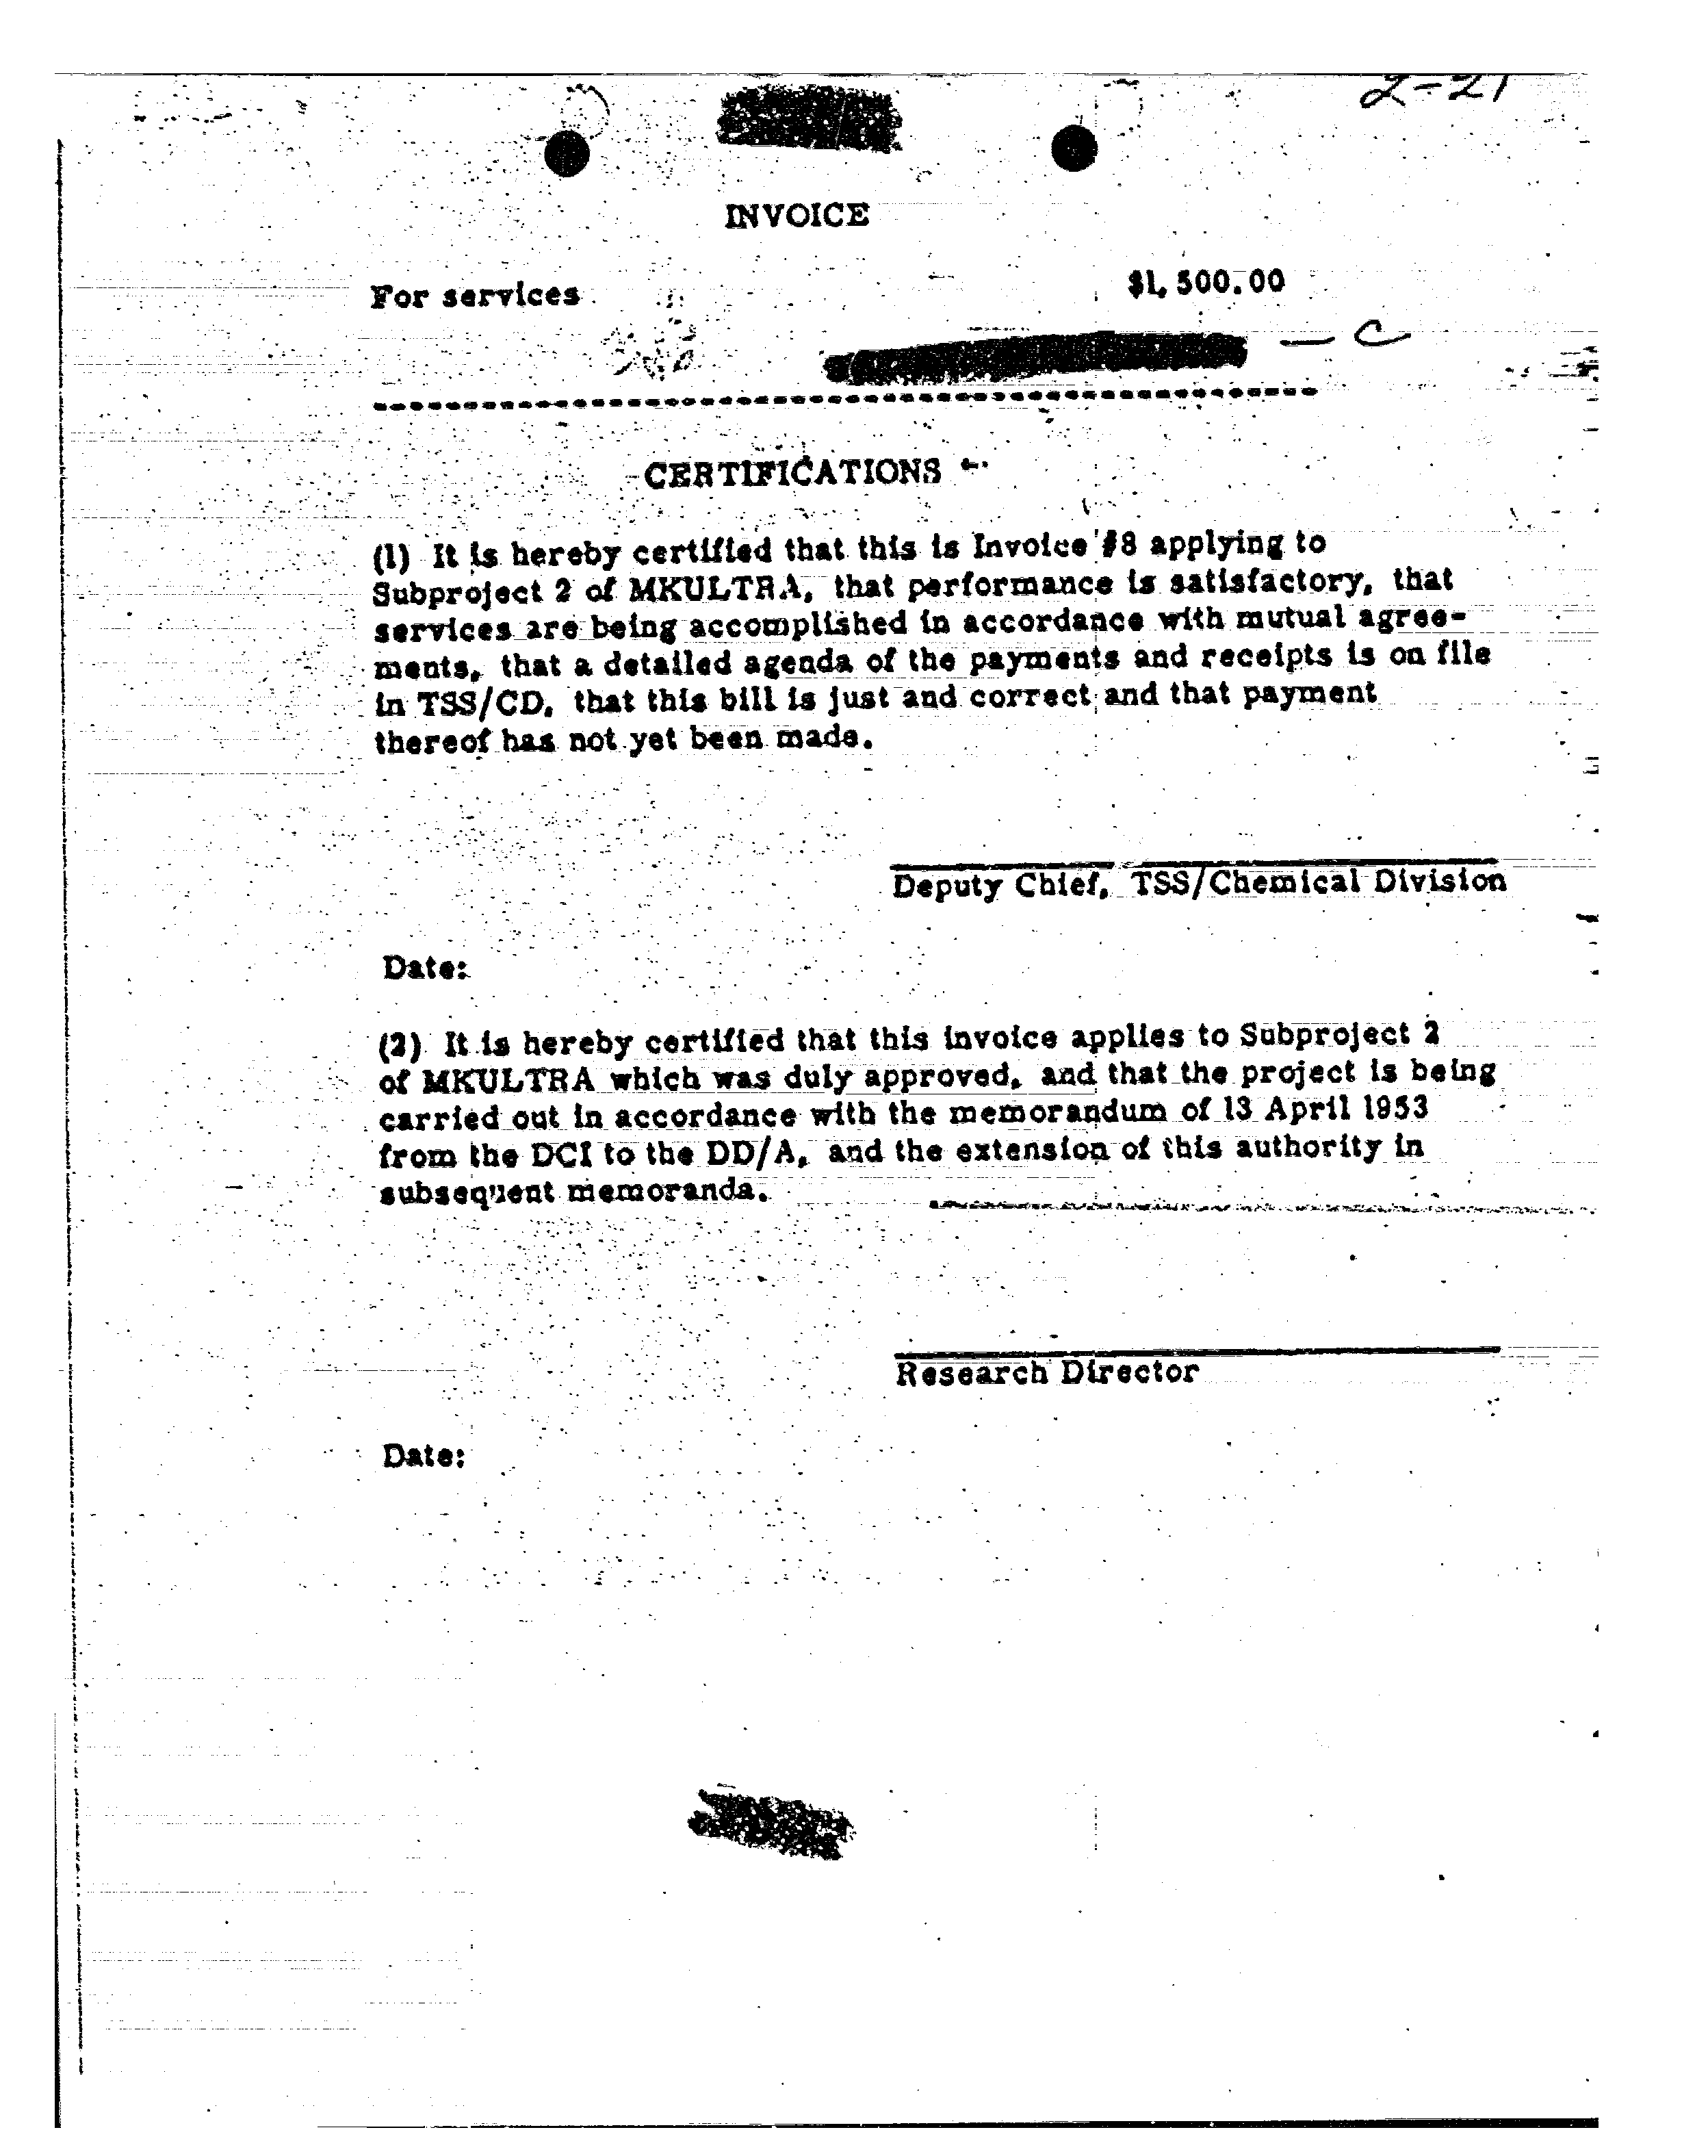 2-21
INVOICE
For services $1,500.00
— C
CERTIFICATIONS
(1) It is hereby certified that this is Invoice #8 applying to
Subproject 2 of MKULTRA, that performance is satisfactory, that
services are being accomplished in accordance with mutual agree-
ments, that a detailed agenda of the payments and receipts is on file
in TSS/CD, that this bill is just and correct and that payment
thereof has not yet been made.
Deputy Chief, TSS/Chemical Division
Date:
(2) It is hereby certified that this invoice applies to Subproject 2
of MKULTRA which was duly approved, and that the project is being
carried out in accordance with the memorandum of 13 April 1953
from the DCI to the DD/A, and the extension of this authority in
subsequent memoranda.
Research Director
Date: